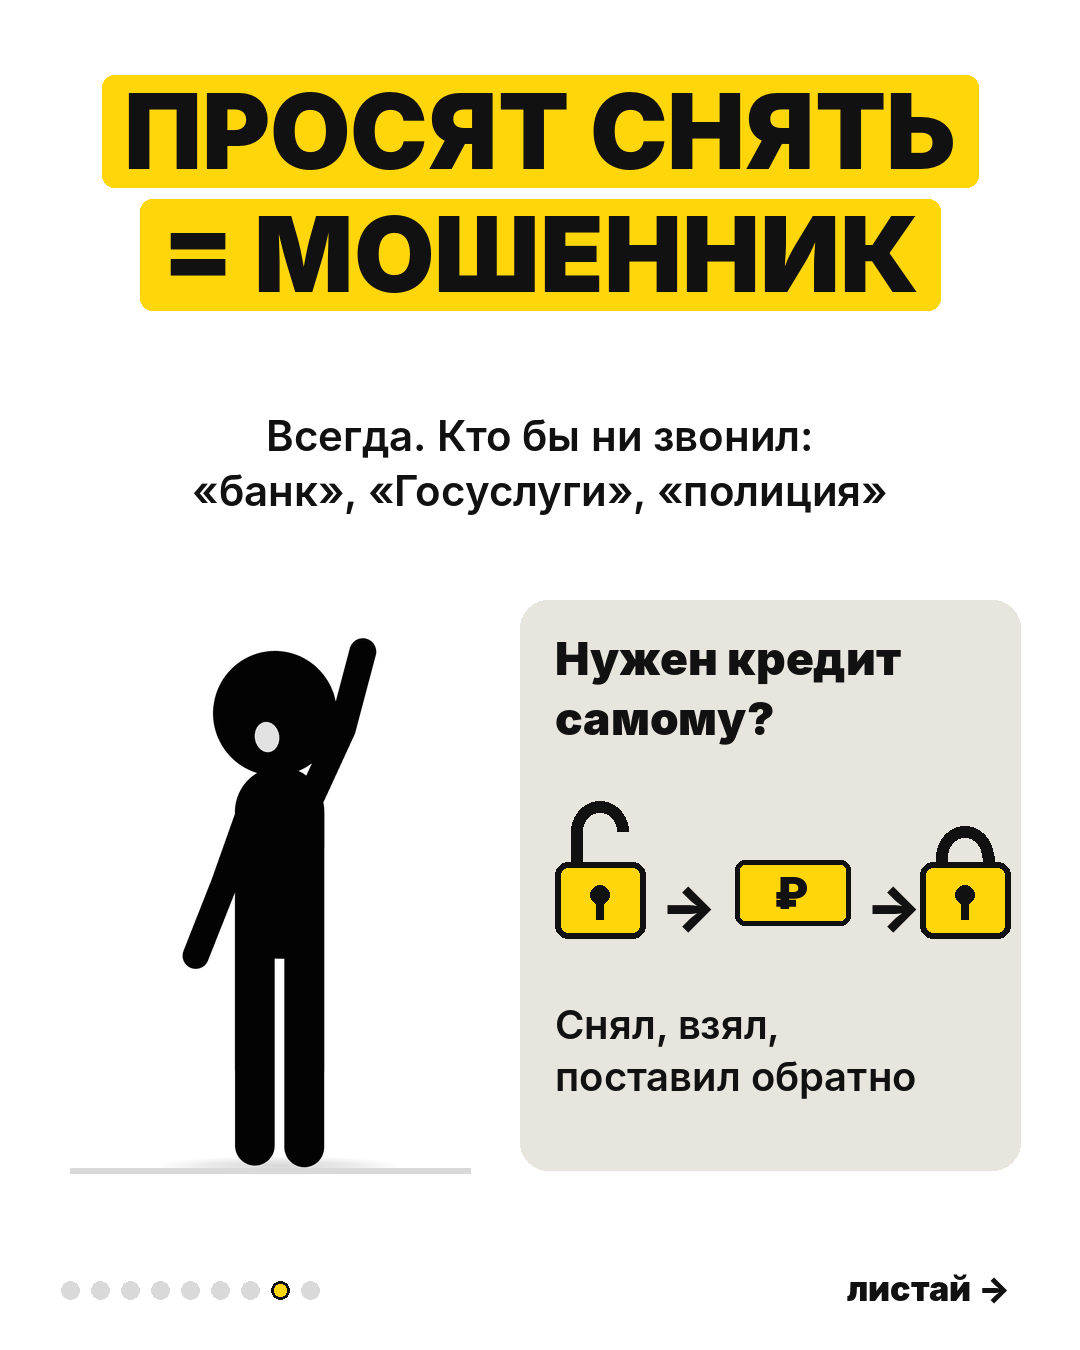 ПРОСЯТ СНЯТЬ
= МОШЕННИК
Всегда. Кто бы ни звонил:
«банк», «Госуслуги», «полиция»
Нужен кредит
самому?
→ ₽ →
Снял, взял,
поставил обратно
листай →